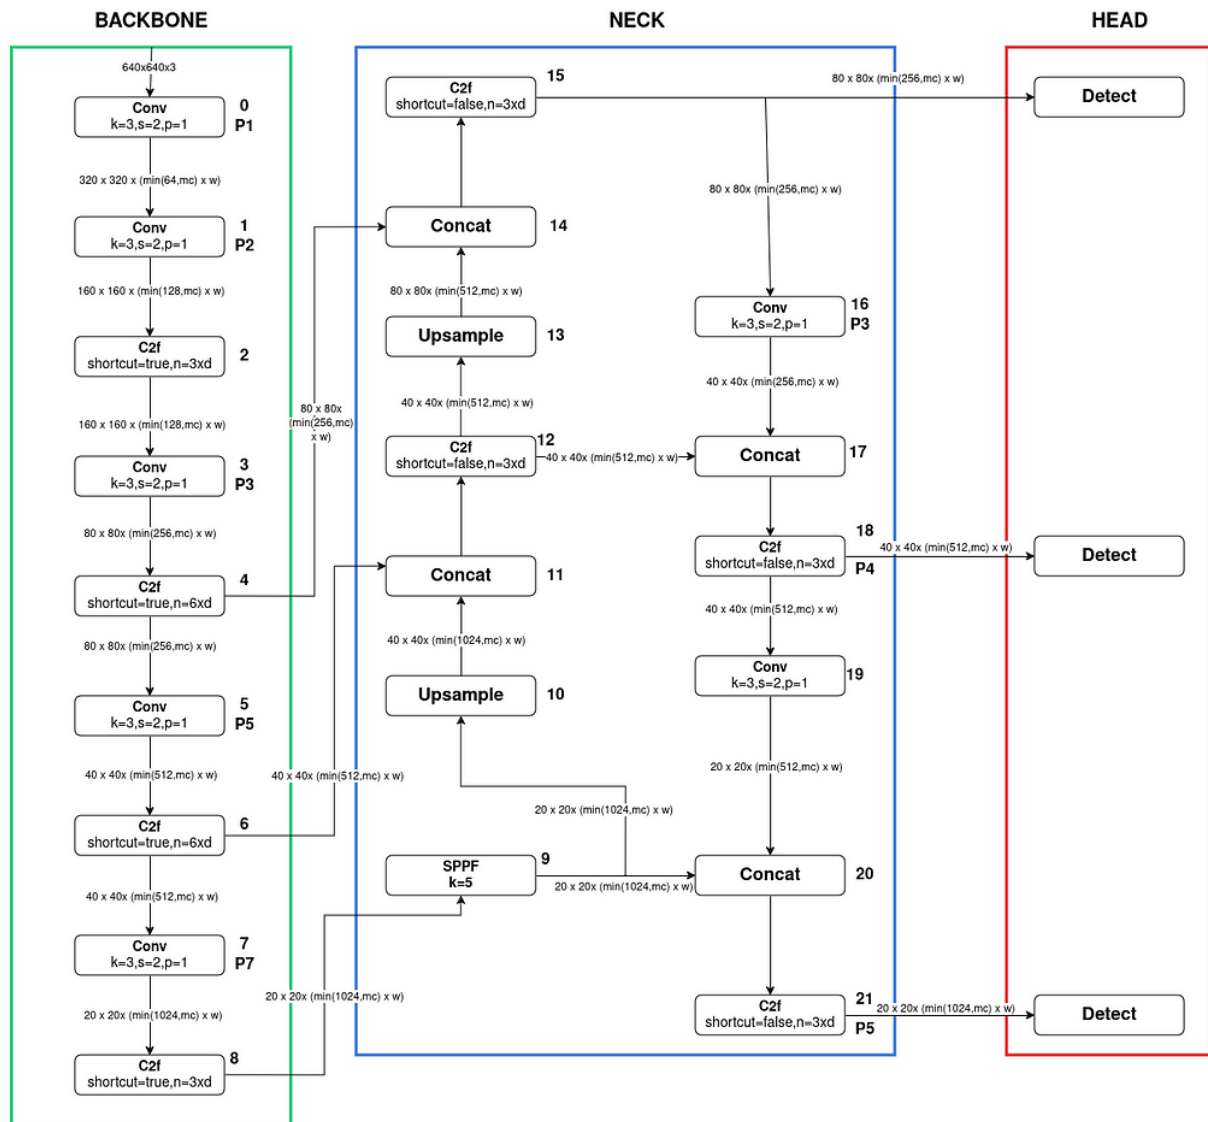 BACKBONE
640x640x3
Conv
k=3,s=2,p=1
0
P1
320 x 320 x (min(64,mc) x w)
Conv
k=3,s=2,p=1
1
P2
160 x 160 x (min(128,mc) x w)
C2f
shortcut=true,n=3xd
2
160 x 160 x (min(128,mc) x w)
Conv
k=3,s=2,p=1
3
P3
80 x 80x (min(256,mc) x w)
C2f
shortcut=true,n=6xd
4
80 x 80x (min(256,mc) x w)
Conv
k=3,s=2,p=1
5
P5
40 x 40x (min(512,mc) x w)
C2f
shortcut=true,n=6xd
6
40 x 40x (min(512,mc) x w)
Conv
k=3,s=2,p=1
7
P7
20 x 20x (min(1024,mc) x w)
C2f
shortcut=true,n=3xd
8
80 x 80x
(min(256,mc)
x w)
40 x 40x (min(512,mc) x w)
20 x 20x (min(1024,mc) x w)
NECK
C2f
shortcut=false,n=3xd
15
Concat
14
80 x 80x (min(512,mc) x w)
Upsample
13
40 x 40x (min(512,mc) x w)
C2f
shortcut=false,n=3xd
12
40 x 40x (min(512,mc) x w)
Concat
11
40 x 40x (min(1024,mc) x w)
Upsample
10
20 x 20x (min(1024,mc) x w)
SPPF
k=5
9
20 x 20x (min(1024,mc) x w)
80 x 80x (min(256,mc) x w)
80 x 80x (min(256,mc) x w)
Conv
k=3,s=2,p=1
16
P3
40 x 40x (min(256,mc) x w)
Concat
17
C2f
shortcut=false,n=3xd
18
P4
40 x 40x (min(512,mc) x w)
40 x 40x (min(512,mc) x w)
Conv
k=3,s=2,p=1
19
20 x 20x (min(512,mc) x w)
Concat
20
C2f
shortcut=false,n=3xd
21
P5
20 x 20x (min(1024,mc) x w)
HEAD
Detect
Detect
Detect